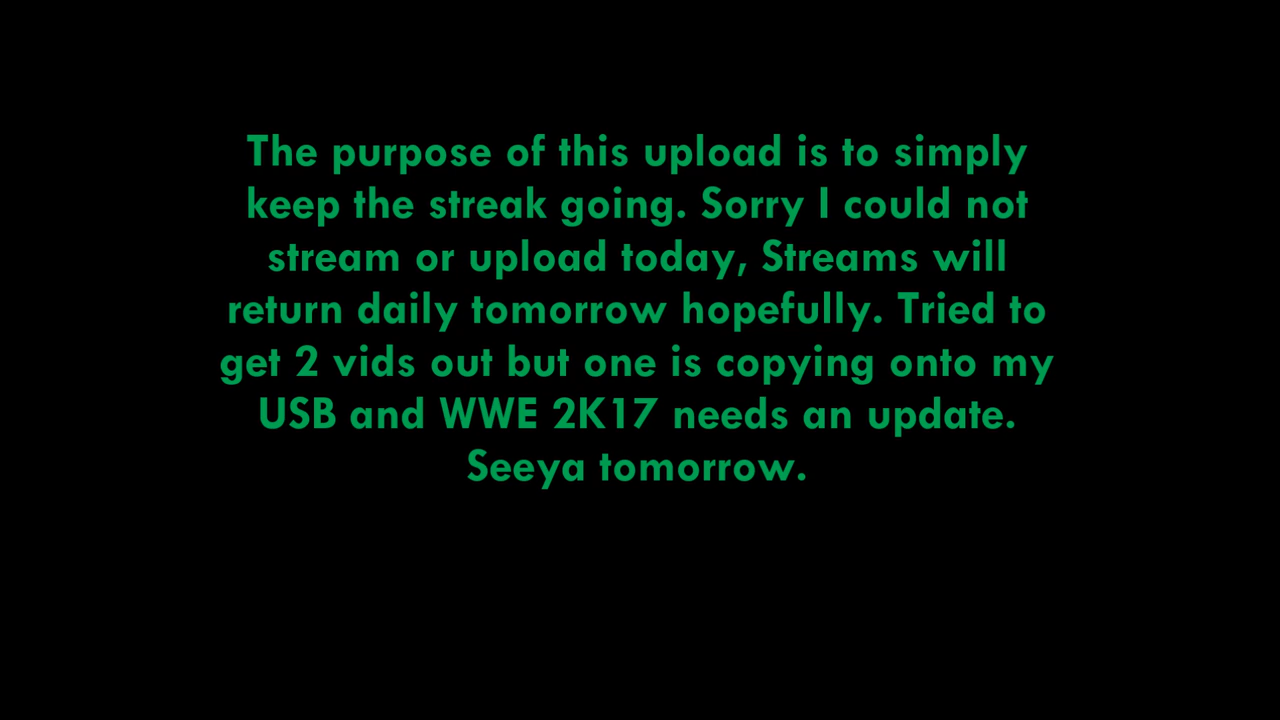 The purpose of this upload is to simply
keep the streak going. Sorry I could not
stream or upload today, Streams will
return daily tomorrow hopefully. Tried to
get 2 vids out but one is copying onto my
USB and WWE 2K17 needs an update.
Seeya tomorrow.